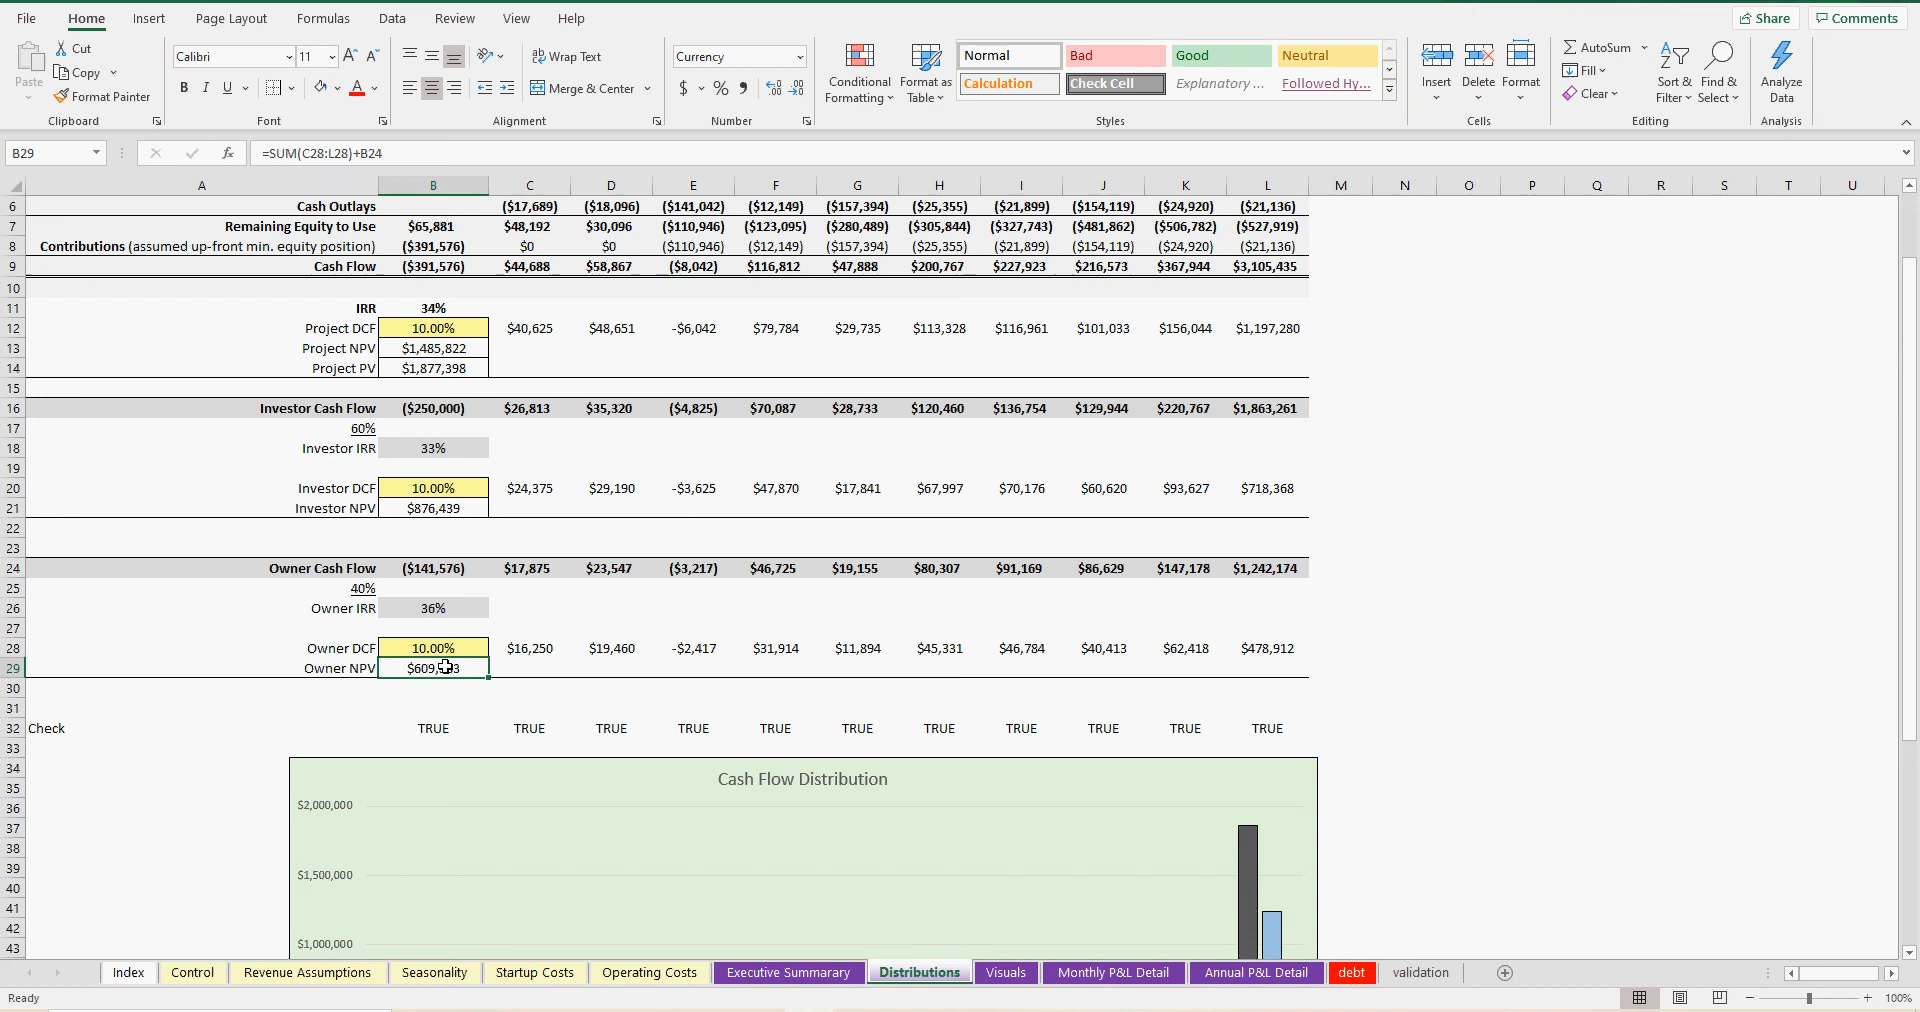 File Home Insert Page Layout Formulas Data Review View Help Share Comments
Paste Cut Copy Format Painter Clipboard
Calibri 11 A A B I U A Font
ab Wrap Text Merge & Center Alignment
Currency $ % Number
Conditional Formatting Format as Table
Normal Bad Good Neutral
Calculation Check Cell Explanatory ... Followed Hy...
Styles
Insert Delete Format Cells
AutoSum Fill Clear Sort & Filter Find & Select Editing
Analyze Data Analysis
B29 fx =SUM(C28:L28)+B24
A B C D E F G H I J K L M N O P Q R S T U
6 Cash Outlays ($17,689) ($18,096) ($141,042) ($12,149) ($157,394) ($25,355) ($21,899) ($154,119) ($24,920) ($21,136)
7 Remaining Equity to Use $65,881 $48,192 $30,096 ($110,946) ($123,095) ($280,489) ($305,844) ($327,743) ($481,862) ($506,782) ($527,919)
8 Contributions (assumed up-front min. equity position) ($391,576) $0 $0 ($110,946) ($12,149) ($157,394) ($25,355) ($21,899) ($154,119) ($24,920) ($21,136)
9 Cash Flow ($391,576) $44,688 $58,867 ($8,042) $116,812 $47,888 $200,767 $227,923 $216,573 $367,944 $3,105,435
10
11 IRR 34%
12 Project DCF 10.00% $40,625 $48,651 -$6,042 $79,784 $29,735 $113,328 $116,961 $101,033 $156,044 $1,197,280
13 Project NPV $1,485,822
14 Project PV $1,877,398
15
16 Investor Cash Flow ($250,000) $26,813 $35,320 ($4,825) $70,087 $28,733 $120,460 $136,754 $129,944 $220,767 $1,863,261
17 60%
18 Investor IRR 33%
19
20 Investor DCF 10.00% $24,375 $29,190 -$3,625 $47,870 $17,841 $67,997 $70,176 $60,620 $93,627 $718,368
21 Investor NPV $876,439
22
23
24 Owner Cash Flow ($141,576) $17,875 $23,547 ($3,217) $46,725 $19,155 $80,307 $91,169 $86,629 $147,178 $1,242,174
25 40%
26 Owner IRR 36%
27
28 Owner DCF 10.00% $16,250 $19,460 -$2,417 $31,914 $11,894 $45,331 $46,784 $40,413 $62,418 $478,912
29 Owner NPV
30
31
32 Check TRUE TRUE TRUE TRUE TRUE TRUE TRUE TRUE TRUE TRUE TRUE
33
34 Cash Flow Distribution
35
36 $2,000,000
37
38
39 $1,500,000
40
41
42
43 $1,000,000
Index Control Revenue Assumptions Seasonality Startup Costs Operating Costs Executive Summarary Distributions Visuals Monthly P&L Detail Annual P&L Detail debt validation
Ready 100%